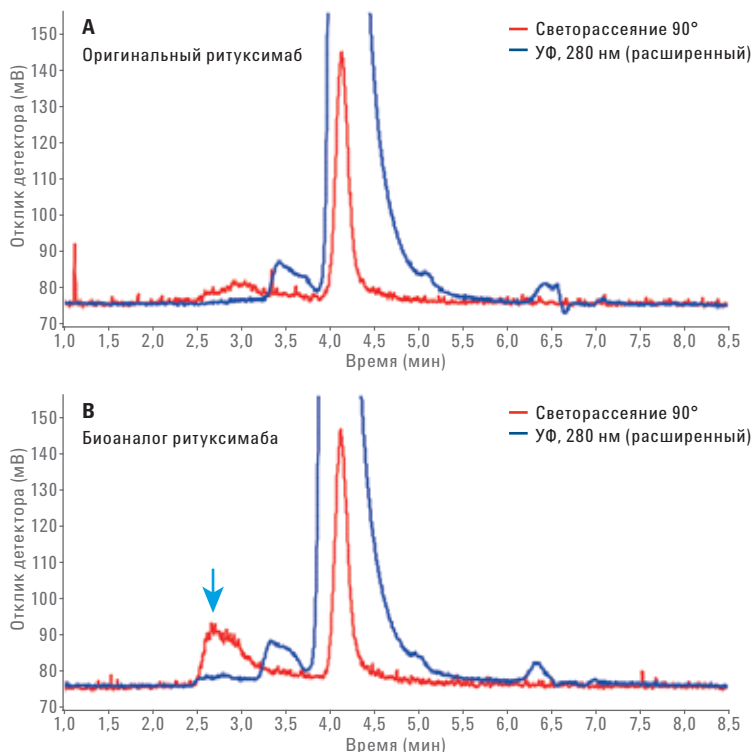 A
Оригинальный ритуксимаб
Светорассеяние 90°
УФ, 280 нм (расширенный)
Отклик детектора (мВ)
150
140
130
120
110
100
90
80
70
1,0 1,5 2,0 2,5 3,0 3,5 4,0 4,5 5,0 5,5 6,0 6,5 7,0 7,5 8,0 8,5
Время (мин)
B
Биоаналог ритуксимаба
Светорассеяние 90°
УФ, 280 нм (расширенный)
Отклик детектора (мВ)
150
140
130
120
110
100
90
80
70
1,0 1,5 2,0 2,5 3,0 3,5 4,0 4,5 5,0 5,5 6,0 6,5 7,0 7,5 8,0 8,5
Время (мин)